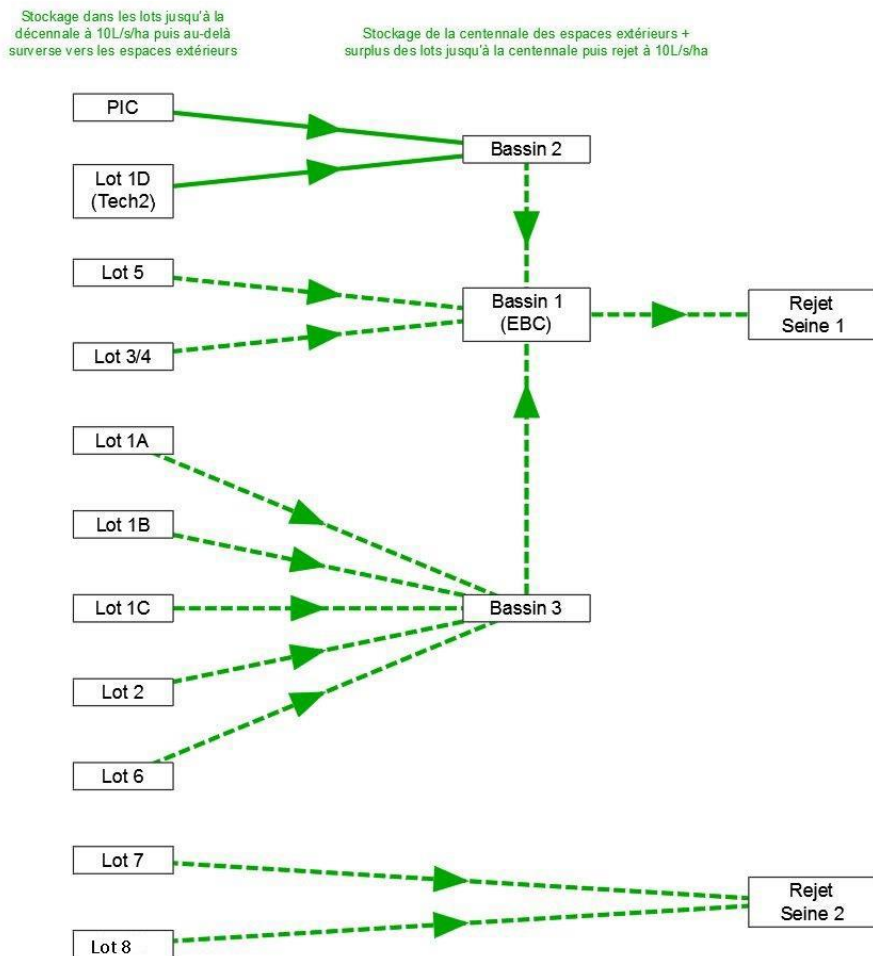 Stockage dans les lots jusqu'à la
décennale à 10L/s/ha puis au-delà
surverse vers les espaces extérieurs
Stockage de la centennale des espaces extérieurs +
surplus des lots jusqu'à la centennale puis rejet à 10L/s/ha
PIC
Bassin 2
Lot 1D
(Tech2)
Lot 5
Bassin 1
(EBC)
Rejet
Seine 1
Lot 3/4
Lot 1A
Lot 1B
Lot 1C
Bassin 3
Lot 2
Lot 6
Lot 7
Rejet
Seine 2
Lot 8